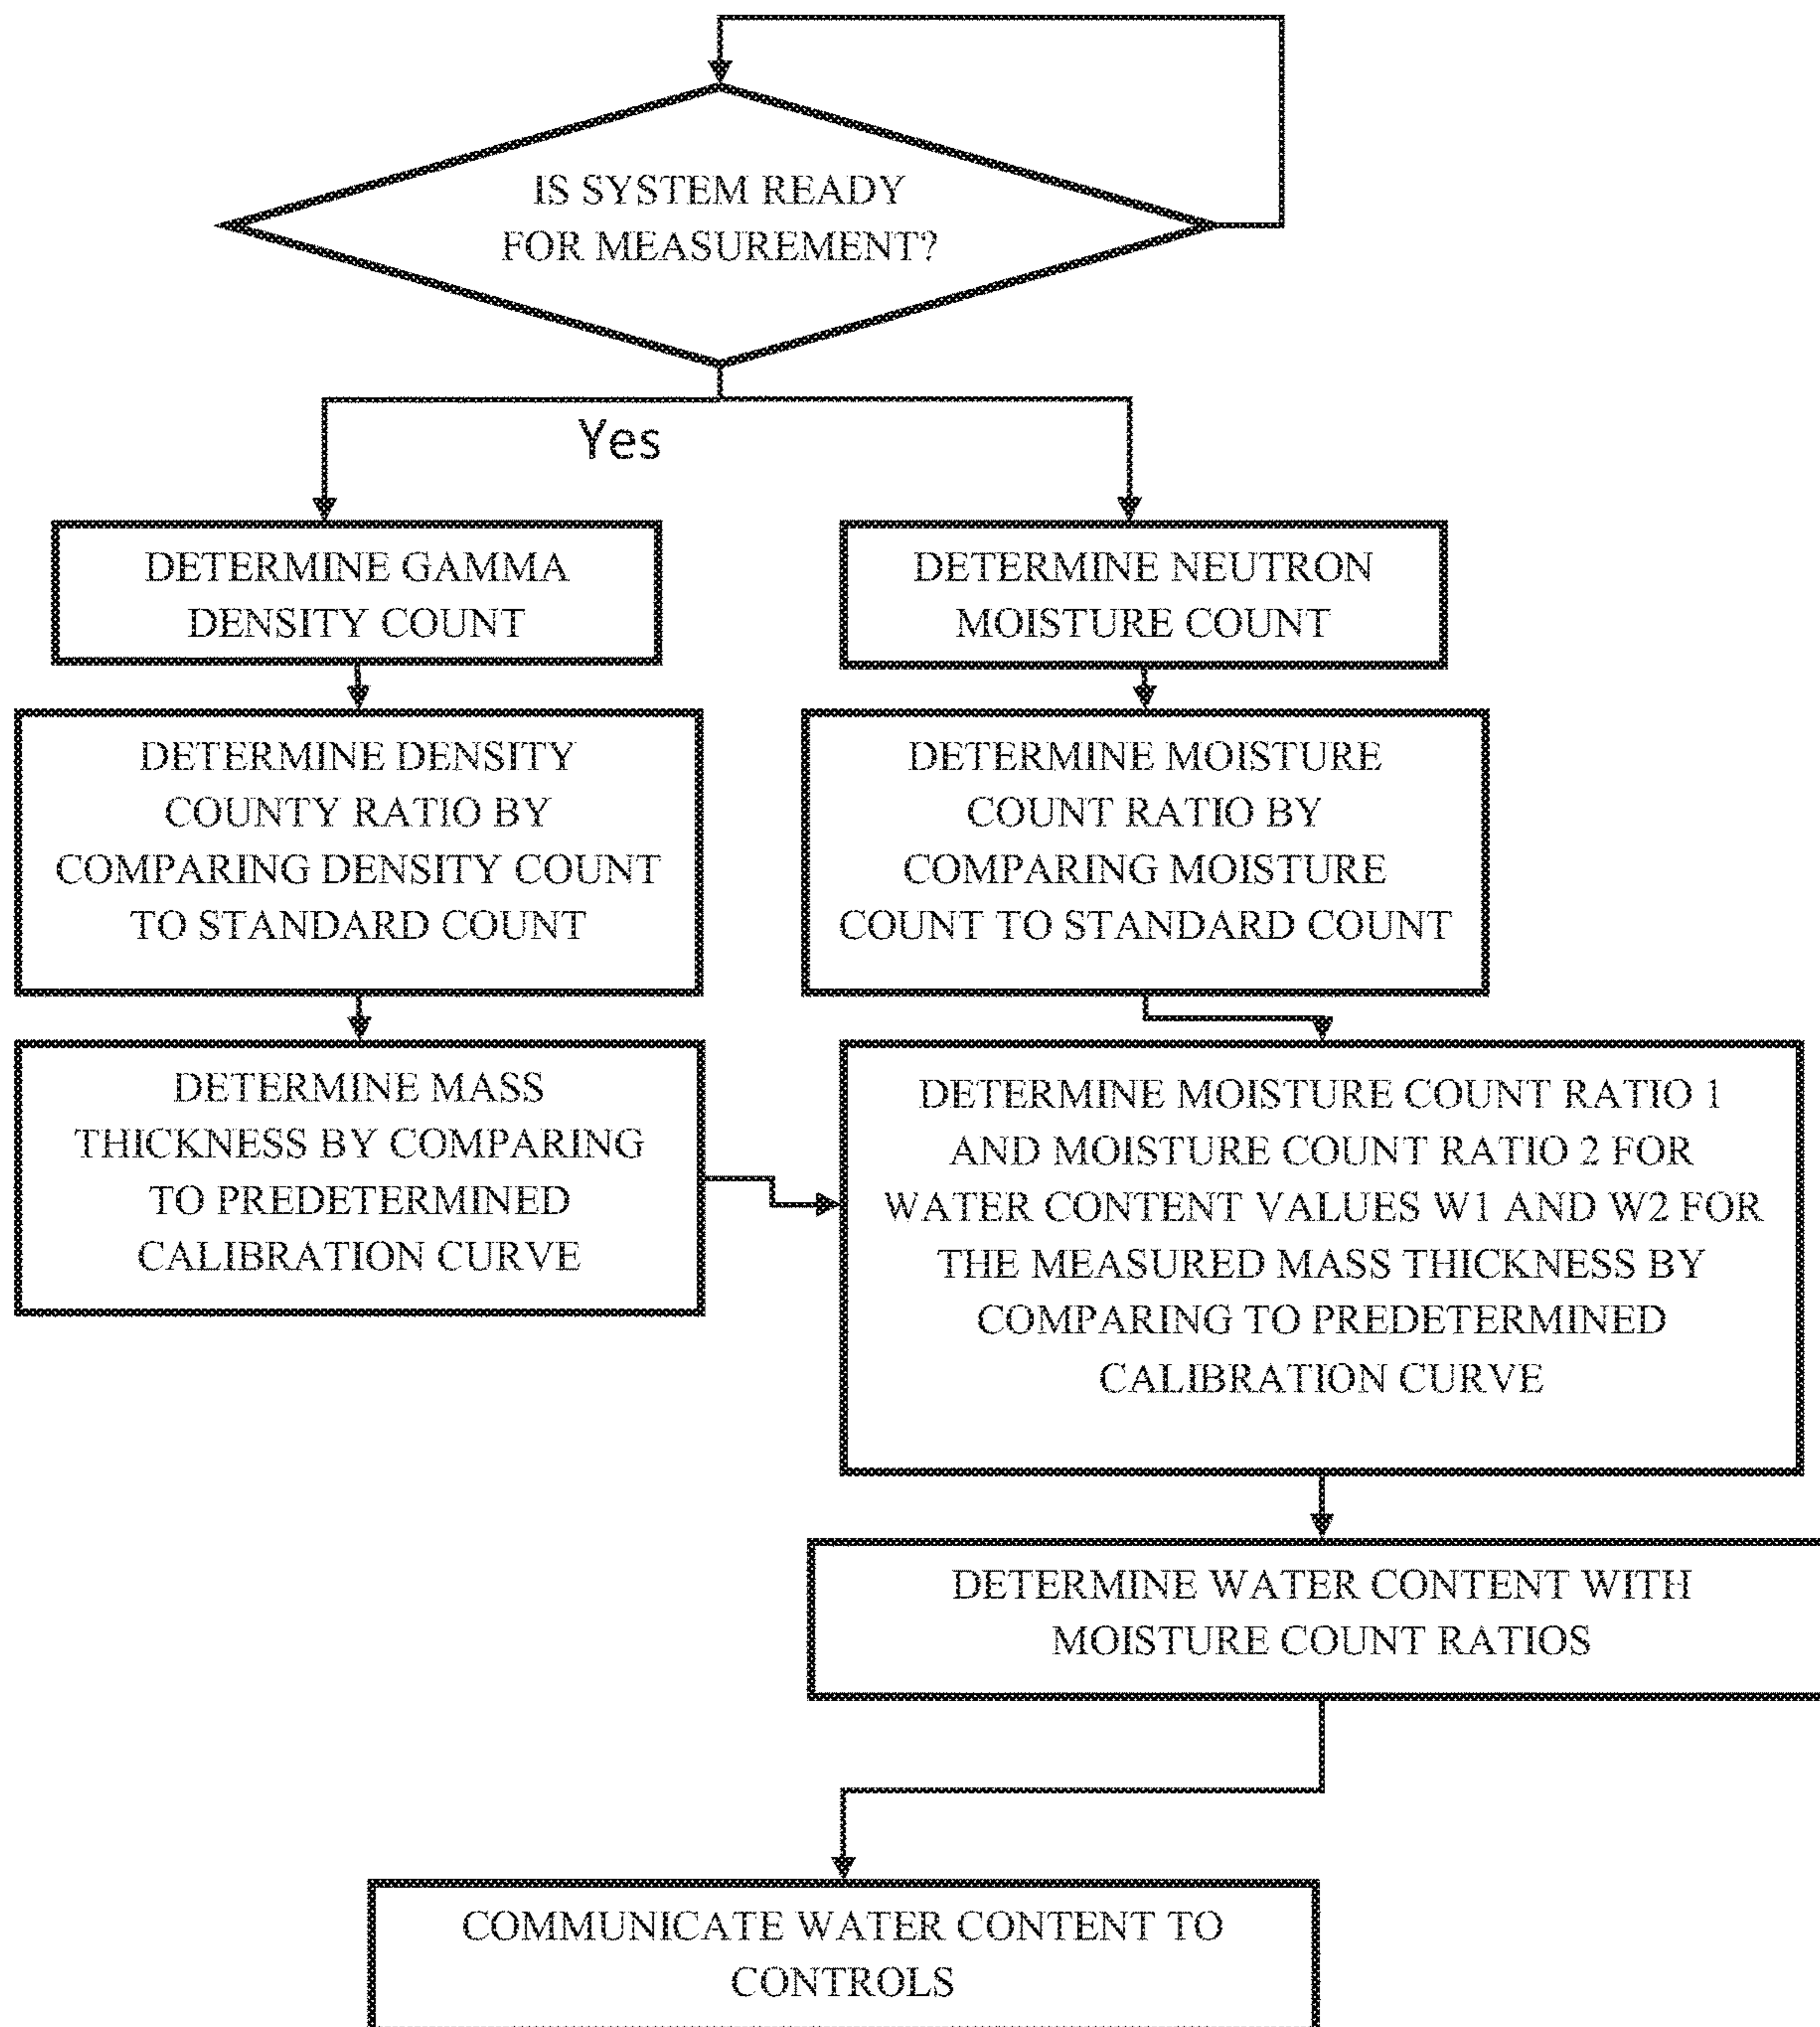 IS SYSTEM READY
FOR MEASUREMENT?
Yes
DETERMINE GAMMA
DENSITY COUNT
DETERMINE NEUTRON
MOISTURE COUNT
DETERMINE DENSITY
COUNTY RATIO BY
COMPARING DENSITY COUNT
TO STANDARD COUNT
DETERMINE MOISTURE
COUNT RATIO BY
COMPARING MOISTURE
COUNT TO STANDARD COUNT
DETERMINE MASS
THICKNESS BY COMPARING
TO PREDETERMINED
CALIBRATION CURVE
DETERMINE MOISTURE COUNT RATIO 1
AND MOISTURE COUNT RATIO 2 FOR
WATER CONTENT VALUES W1 AND W2 FOR
THE MEASURED MASS THICKNESS BY
COMPARING TO PREDETERMINED
CALIBRATION CURVE
DETERMINE WATER CONTENT WITH
MOISTURE COUNT RATIOS
COMMUNICATE WATER CONTENT TO
CONTROLS